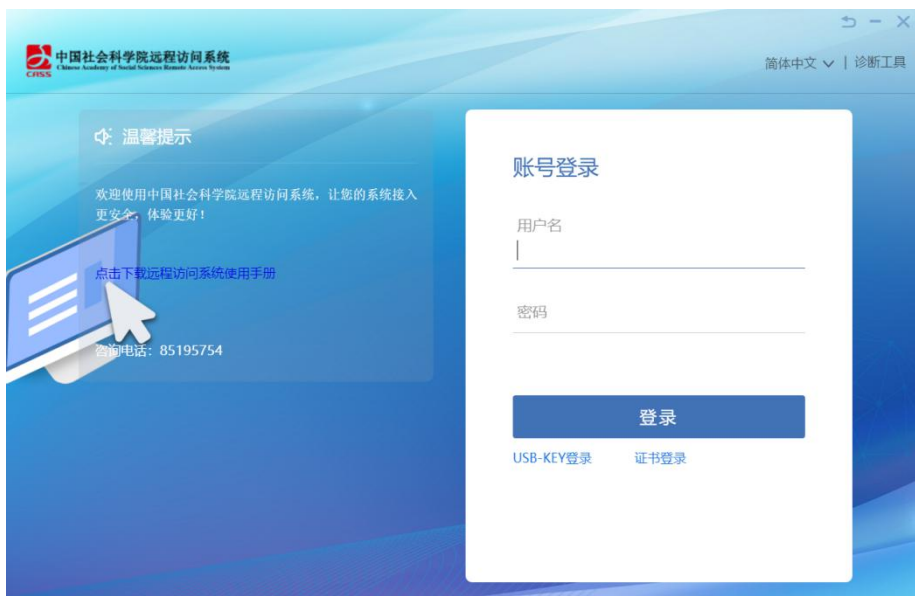 中国社会科学院远程访问系统
Chinese Academy of Social Sciences Remote Access System
CASS
简体中文 | 诊断工具
温馨提示
欢迎使用中国社会科学院远程访问系统，让您的系统接入
更安全，体验更好！
点击下载远程访问系统使用手册
咨询电话：85195754
账号登录
用户名
密码
登录
USB-KEY登录 证书登录